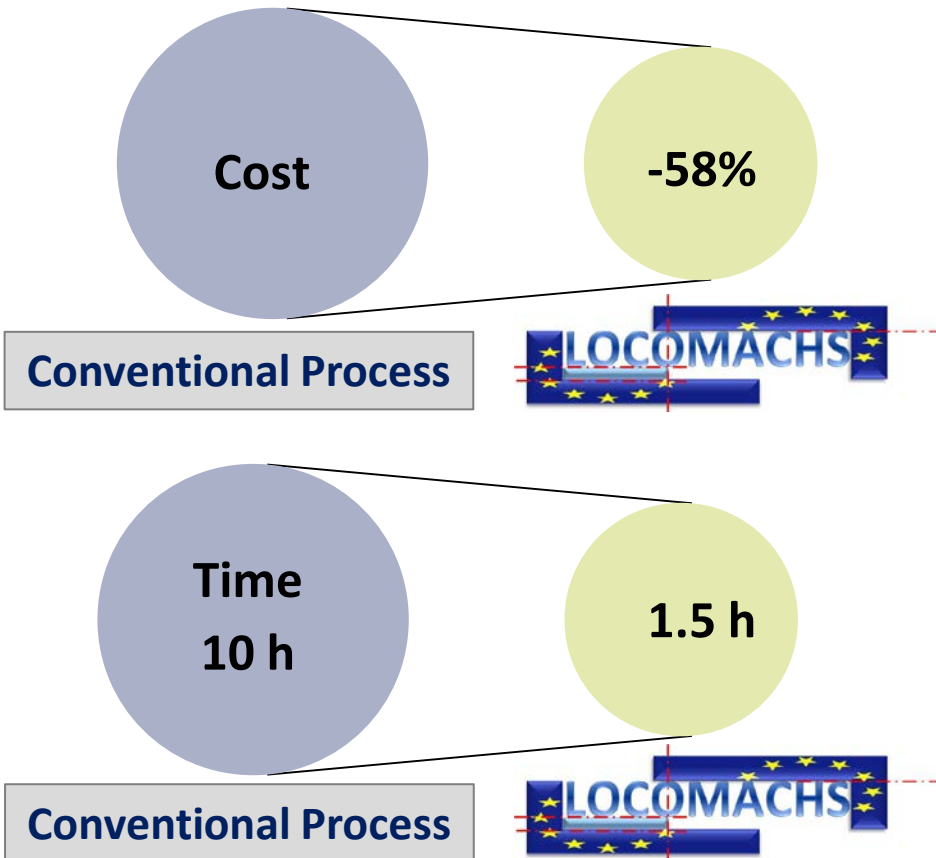 Cost
-58%
Conventional Process
LOCOMACHS
Time
10 h
1.5 h
Conventional Process
LOCOMACHS